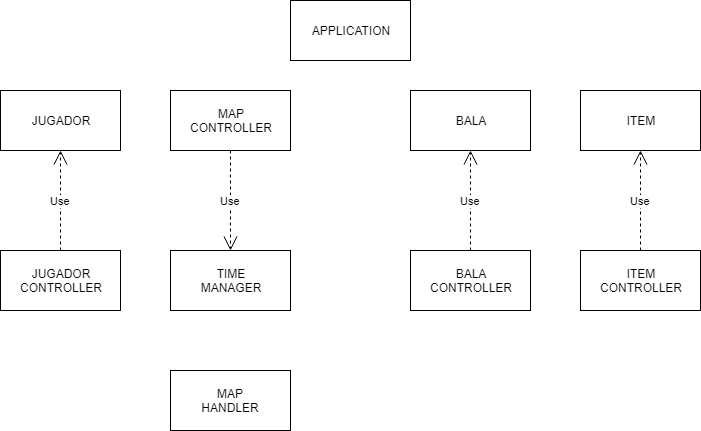 APPLICATION
JUGADOR
MAP
CONTROLLER
BALA
ITEM
Use
Use
Use
Use
JUGADOR
CONTROLLER
TIME
MANAGER
BALA
CONTROLLER
ITEM
CONTROLLER
MAP
HANDLER